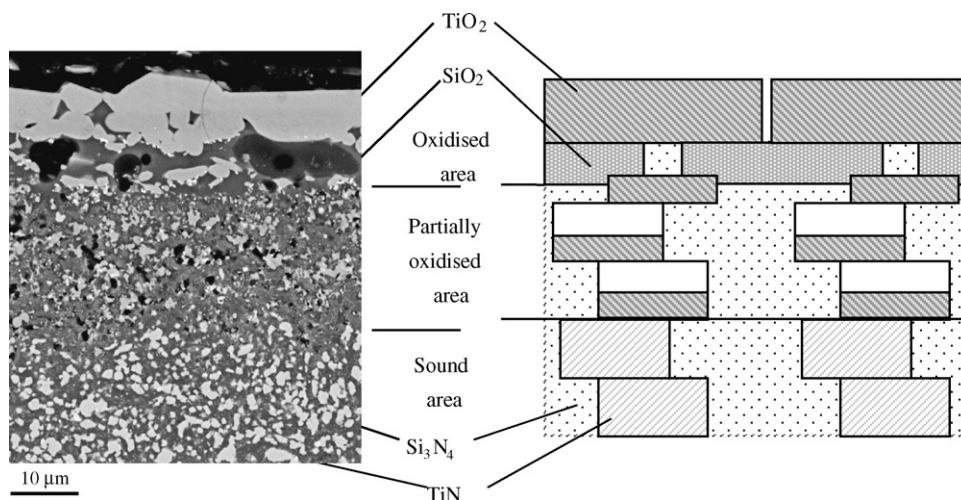 TiO₂
SiO₂
Oxidised
area
Partially
oxidised
area
Sound
area
Si₃N₄
TiN
10 µm